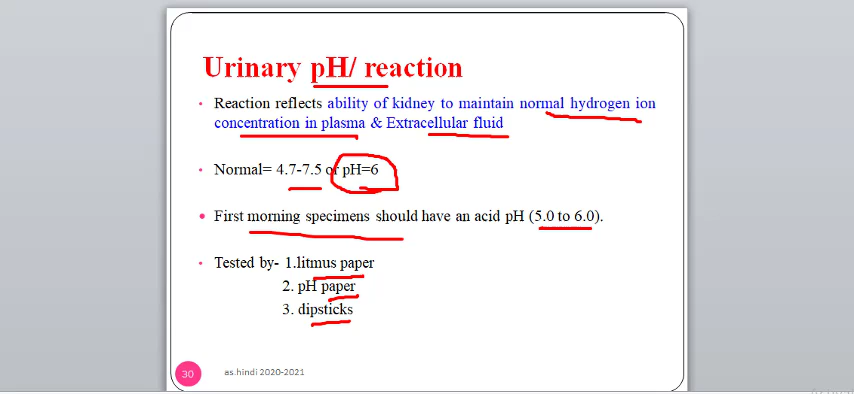 Urinary pH/ reaction
• Reaction reflects ability of kidney to maintain normal hydrogen ion
concentration in plasma & Extracellular fluid
• Normal= 4.7-7.5 or pH=6
• First morning specimens should have an acid pH (5.0 to 6.0).
• Tested by- 1.litmus paper
2. pH paper
3. dipsticks
30
as.hindi 2020-2021